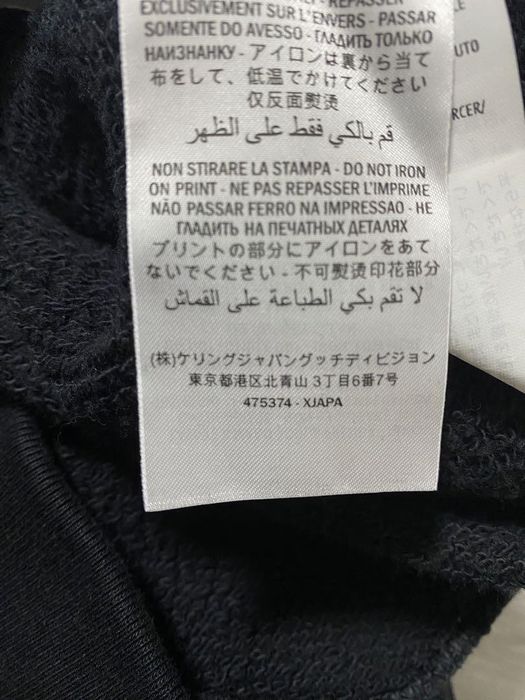 EXCLUSIVEMENT SUR L'ENVERS - PASSAR
SOMENTE DO AVESSO - ГЛАДИТЬ ТОЛЬКО
НАИЗНАНКУ - アイロンは裏から当て
布をして、低温でかけてください
仅反面熨烫
قم بالكي فقط على الظهر
NON STIRARE LA STAMPA - DO NOT IRON
ON PRINT - NE PAS REPASSER L'IMPRIME
NÃO PASSAR FERRO NA IMPRESSAO - НЕ
ГЛАДИТЬ НА ПЕЧАТНЫХ ДЕТАЛЯХ
プリントの部分にアイロンをあて
ないでください - 不可熨烫印花部分
لا تقم بكي الطباعة على القماش
(株)ケリングジャパングッチディビジョン
東京都港区北青山 3丁目6番7号
475374 - XJAPA
UTO
RCER/